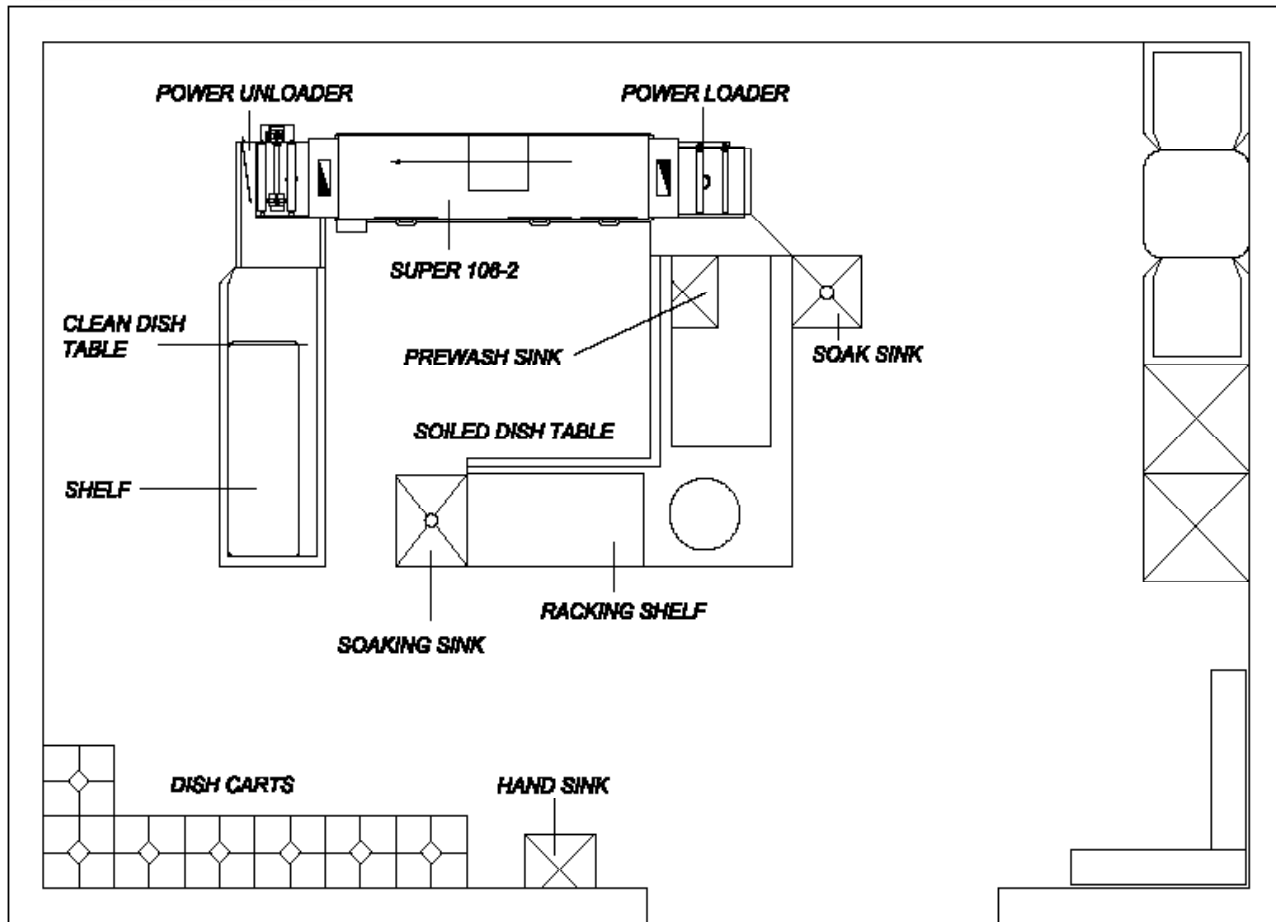 POWER UNLOADER
POWER LOADER
SUPER 106-2
CLEAN DISH
TABLE
PREWASH SINK
SOAK SINK
SOILED DISH TABLE
SHELF
RACKING SHELF
SOAKING SINK
DISH CARTS
HAND SINK